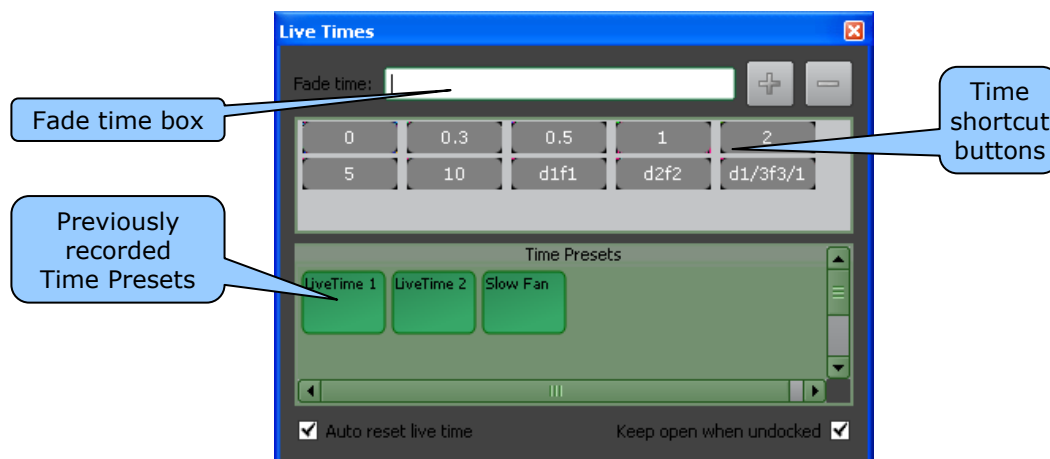 Live Times
Fade time:
Fade time box
Time
shortcut
buttons
0 0.3 0.5 1 2
5 10 d1f1 d2f2 d1/3f3/1
Previously
recorded
Time Presets
Time Presets
LiveTime 1 LiveTime 2 Slow Fan
Auto reset live time Keep open when undocked